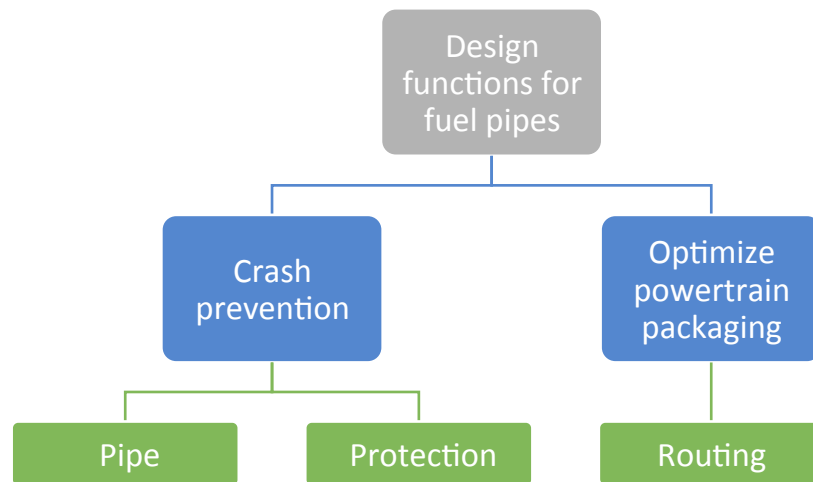 Design
functions for
fuel pipes
Crash
prevention
Optimize
powertrain
packaging
Pipe
Protection
Routing